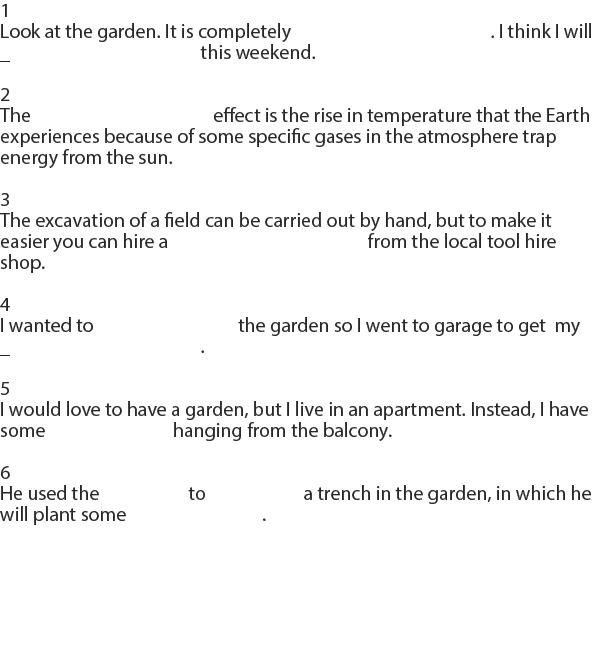 1
Look at the garden. It is completely . I think I will
_ this weekend.
2
The effect is the rise in temperature that the Earth
experiences because of some specific gases in the atmosphere trap
energy from the sun.
3
The excavation of a field can be carried out by hand, but to make it
easier you can hire a from the local tool hire
shop.
4
I wanted to the garden so I went to garage to get my
_ .
5
I would love to have a garden, but I live in an apartment. Instead, I have
some hanging from the balcony.
6
He used the to a trench in the garden, in which he
will plant some .